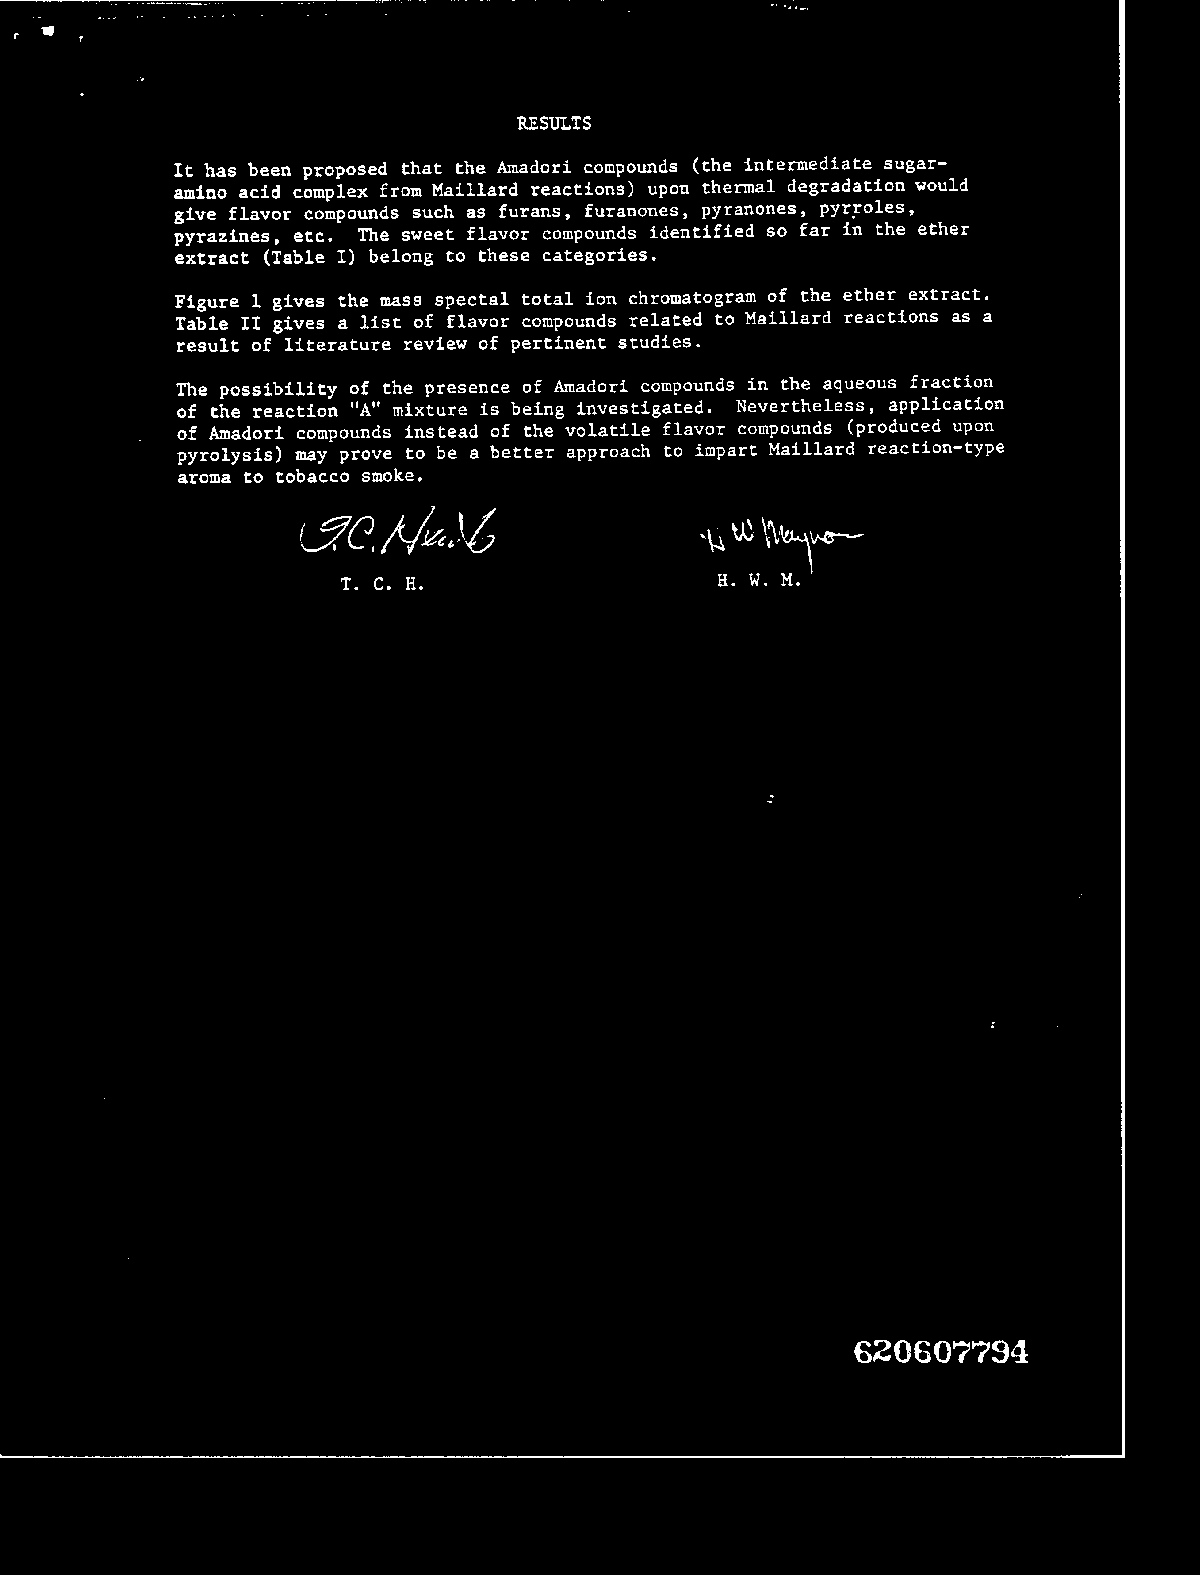 RESULTS
It has been proposed that the Amadori compounds (the intermediate sugar-
amino acid complex from Maillard reactions) upon thermal degradation would
give flavor compounds such as furans, furanones, pyranones, pyrroles,
pyrazines, etc. The sweet flavor compounds identified so far in the ether
extract (Table I) belong to these categories.
Figure 1 gives the mass spectal total ion chromatogram of the ether extract.
Table II gives a list of flavor compounds related to Maillard reactions as a
result of literature review of pertinent studies.
The possibility of the presence of Amadori compounds in the aqueous fraction
of the reaction "A" mixture is being investigated. Nevertheless, application
of Amadori compounds instead of the volatile flavor compounds (produced upon
pyrolysis) may prove to be a better approach to impart Maillard reaction-type
aroma to tobacco smoke.
T. C. H. H. W. M.
620607794